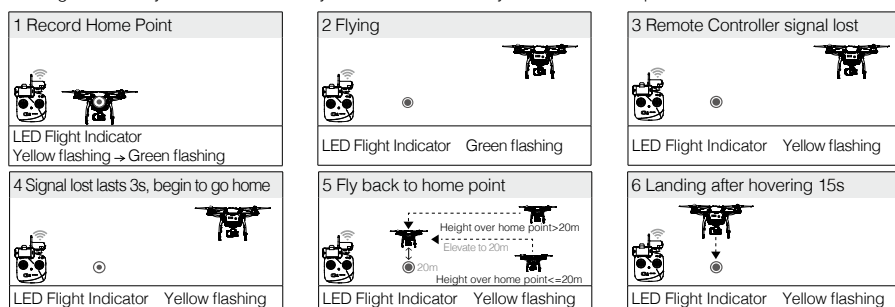 1 Record Home Point
LED Flight Indicator
Yellow flashing → Green flashing
2 Flying
LED Flight Indicator Green flashing
3 Remote Controller signal lost
LED Flight Indicator Yellow flashing
4 Signal lost lasts 3s, begin to go home
LED Flight Indicator Yellow flashing
5 Fly back to home point
Height over home point>20m
Elevate to 20m
20m
Height over home point<=20m
LED Flight Indicator Yellow flashing
6 Landing after hovering 15s
LED Flight Indicator Yellow flashing